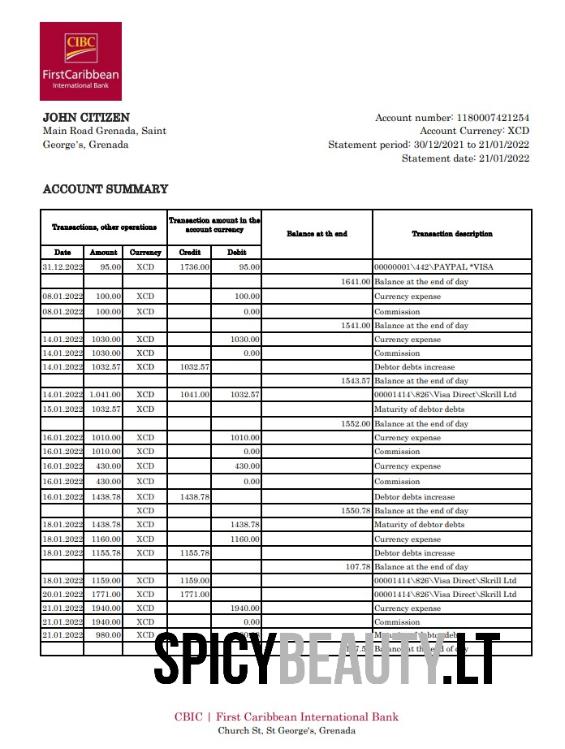 CIBC
FirstCaribbean
International Bank
JOHN CITIZEN
Main Road Grenada, Saint
George's, Grenada
Account number: 1180007421254
Account Currency: XCD
Statement period: 30/12/2021 to 21/01/2022
Statement date: 21/01/2022
ACCOUNT SUMMARY
Transactions, other operations Transaction amount in the account currency Balance at th end Transaction description
Date Amount Currency Credit Debit
31.12.2022 95.00 XCD 1736.00 95.00 00000001\442\PAYPAL *VISA
1641.00 Balance at the end of day
08.01.2022 100.00 XCD 100.00 Currency expense
08.01.2022 100.00 XCD 0.00 Commission
1541.00 Balance at the end of day
14.01.2022 1030.00 XCD 1030.00 Currency expense
14.01.2022 1030.00 XCD 0.00 Commission
14.01.2022 1032.57 XCD 1032.57 Debtor debts increase
1543.57 Balance at the end of day
14.01.2022 1.041.00 XCD 1041.00 1032.57 00001414\826\Visa Direct\Skrill Ltd
15.01.2022 1032.57 XCD Maturity of debtor debts
1552.00 Balance at the end of day
16.01.2022 1010.00 XCD 1010.00 Currency expense
16.01.2022 1010.00 XCD 0.00 Commission
16.01.2022 430.00 XCD 430.00 Currency expense
16.01.2022 430.00 XCD 0.00 Commission
16.01.2022 1438.78 XCD 1438.78 Debtor debts increase
XCD 1550.78 Balance at the end of day
18.01.2022 1438.78 XCD 1438.78 Maturity of debtor debts
18.01.2022 1160.00 XCD 1160.00 Currency expense
18.01.2022 1155.78 XCD 1155.78 Debtor debts increase
107.78 Balance at the end of day
18.01.2022 1159.00 XCD 1159.00 00001414\826\Visa Direct\Skrill Ltd
20.01.2022 1771.00 XCD 1771.00 00001414\826\Visa Direct\Skrill Ltd
21.01.2022 1940.00 XCD 1940.00 Currency expense
21.01.2022 1940.00 XCD 0.00 Commission
21.01.2022 980.00 XCD
SPICYBEAUTY.LT
CBIC | First Caribbean International Bank
Church St, St George's, Grenada